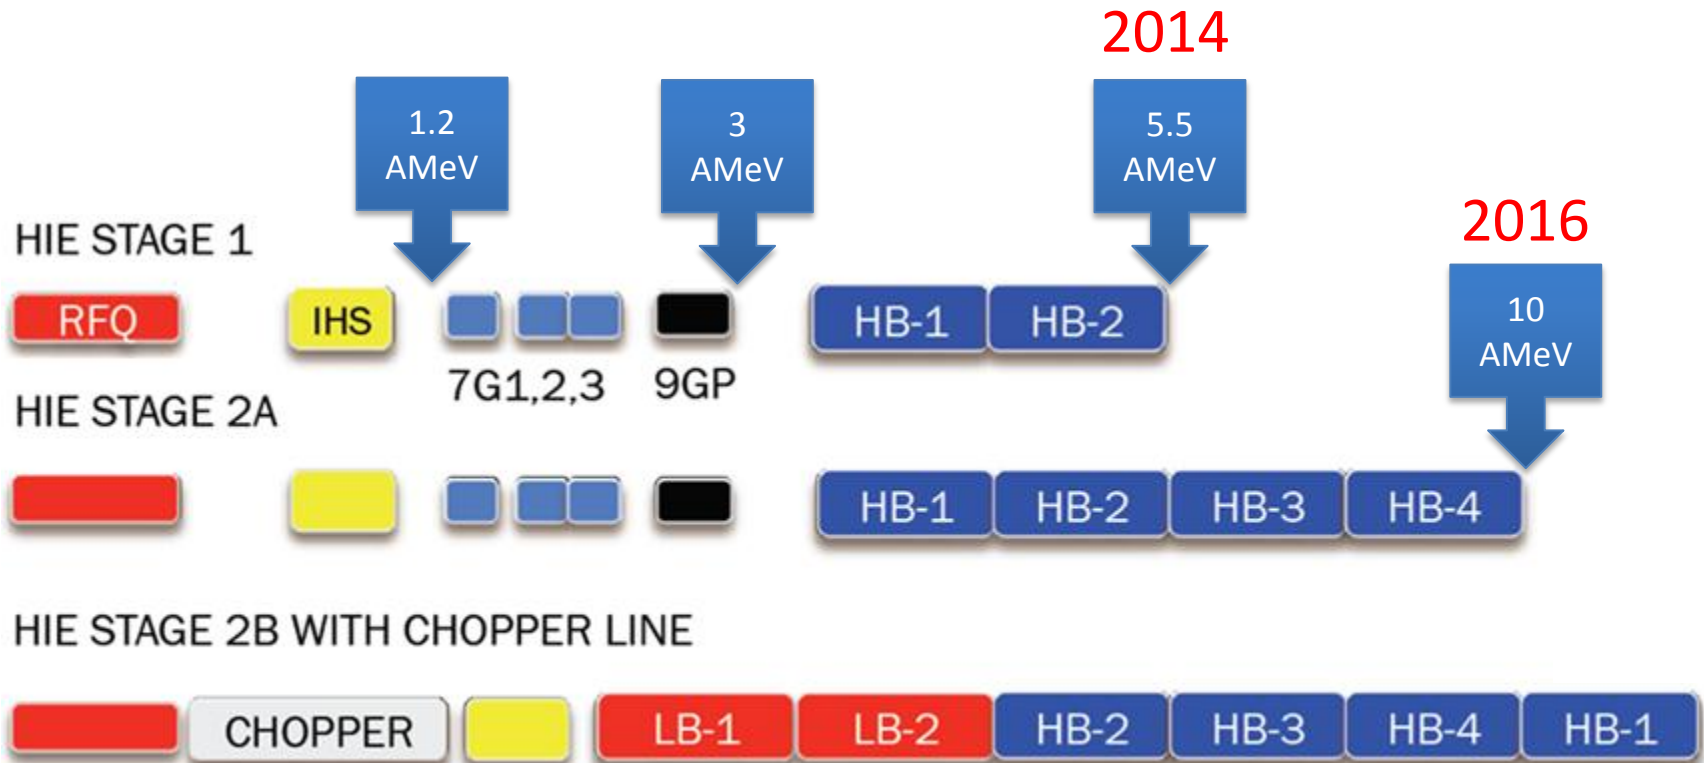 2014
1.2
AMeV
3
AMeV
5.5
AMeV
2016
HIE STAGE 1
10
AMeV
RFQ
IHS
HB-1
HB-2
7G1,2,3
9GP
HIE STAGE 2A
HB-1
HB-2
HB-3
HB-4
HIE STAGE 2B WITH CHOPPER LINE
CHOPPER
LB-1
LB-2
HB-2
HB-3
HB-4
HB-1